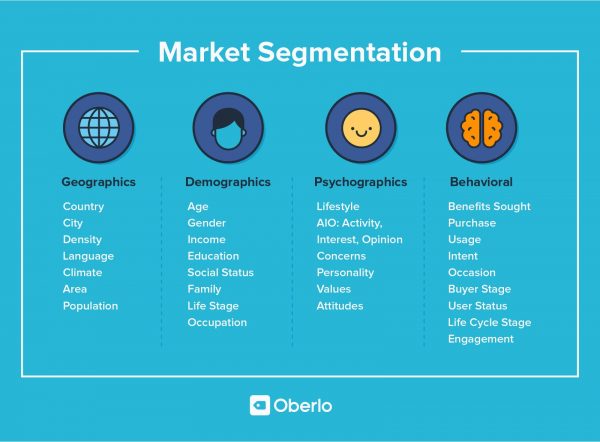 Market Segmentation
Geographics
Country
City
Density
Language
Climate
Area
Population
Demographics
Age
Gender
Income
Education
Social Status
Family
Life Stage
Occupation
Psychographics
Lifestyle
AIO: Activity,
Interest, Opinion
Concerns
Personality
Values
Attitudes
Behavioral
Benefits Sought
Purchase
Usage
Intent
Occasion
Buyer Stage
User Status
Life Cycle Stage
Engagement
Oberlo